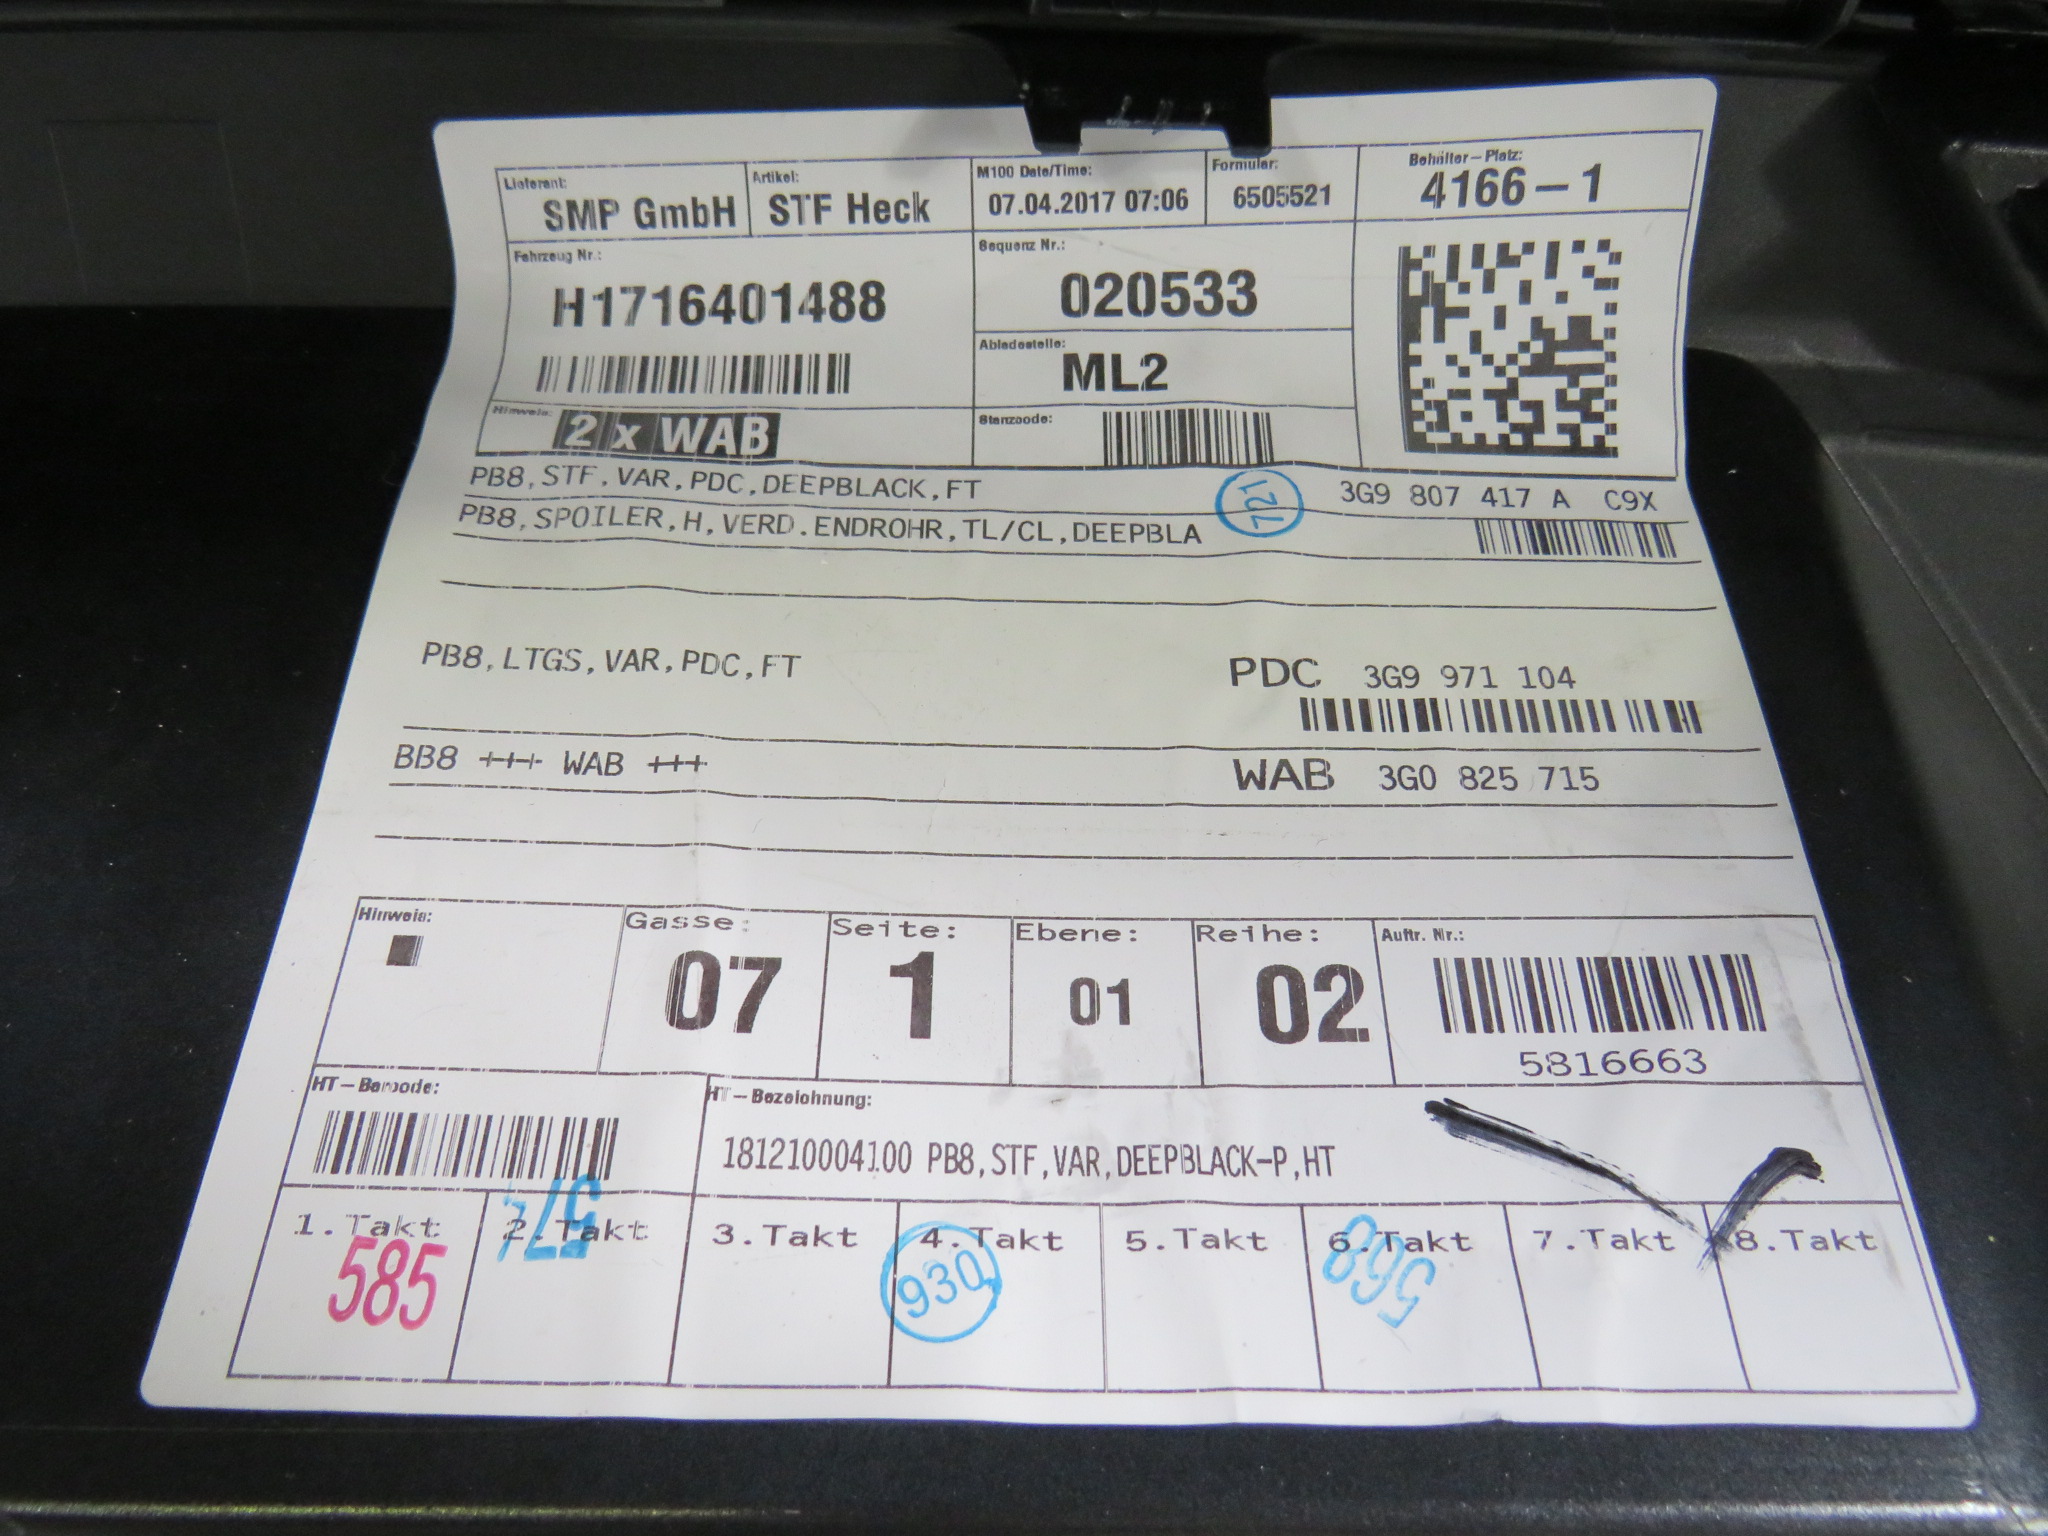 Lieferant:
SMP GmbH
Artikel:
STF Heck
M100 Date/Time:
07.04.2017 07:06
Formular:
6505521
Behälter-Platz:
4166-1
Fahrzeug Nr.:
H1716401488
Sequenz Nr.:
020533
Abladestelle:
ML2
Hinweis:
2 x WAB
Stanzcode:
PB8,STF,VAR,PDC,DEEPBLACK,FT
721
3G9 807 417 A C9X
PB8,SPOILER,H,VERD.ENDROHR,TL/CL,DEEPBLA
PB8,LTGS,VAR,PDC,FT
PDC 3G9 971 104
BB8 +++ WAB +++
WAB 3G0 825 715
Hinweis:
Gasse:
07
Seite:
1
Ebene:
01
Reihe:
02
Auftr. Nr.:
5816663
HT-Barcode:
HT-Bezeichnung:
181210004100 PB8,STF,VAR,DEEPBLACK-P,HT
1.Takt
585
2.Takt
574
3.Takt
4.Takt
930
5.Takt
6.Takt
568
7.Takt
8.Takt